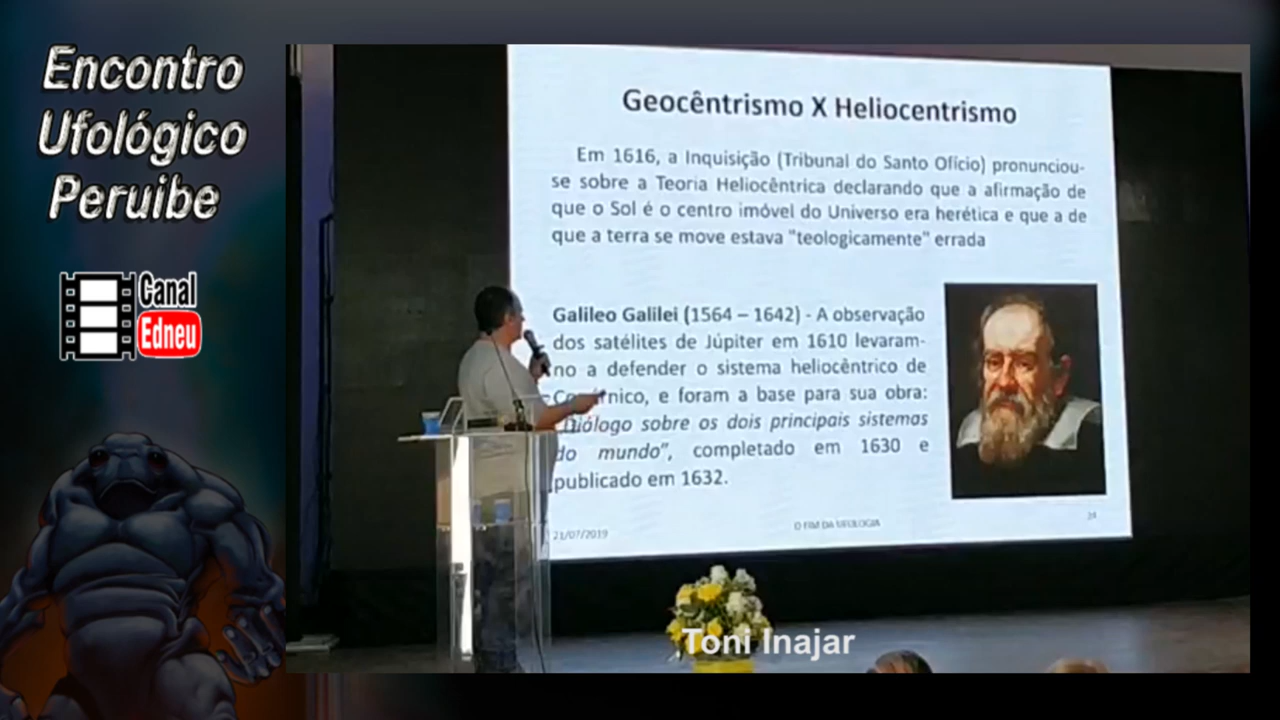 Encontro
Ufológico
Peruibe
Canal
Edneu
Geocêntrismo X Heliocentrismo
Em 1616, a Inquisição (Tribunal do Santo Ofício) pronunciou-
se sobre a Teoria Heliocêntrica declarando que a afirmação de
que o Sol é o centro imóvel do Universo era herética e que a de
que a terra se move estava "teologicamente" errada
Galileo Galilei (1564 – 1642) - A observação
dos satélites de Júpiter em 1610 levaram-
no a defender o sistema heliocêntrico de
Copérnico, e foram a base para sua obra:
"Diólogo sobre os dois principais sistemas
do mundo", completado em 1630 e
publicado em 1632.
21/07/2019
O FIM DA UFOLOGIA
24
Toni Inajar